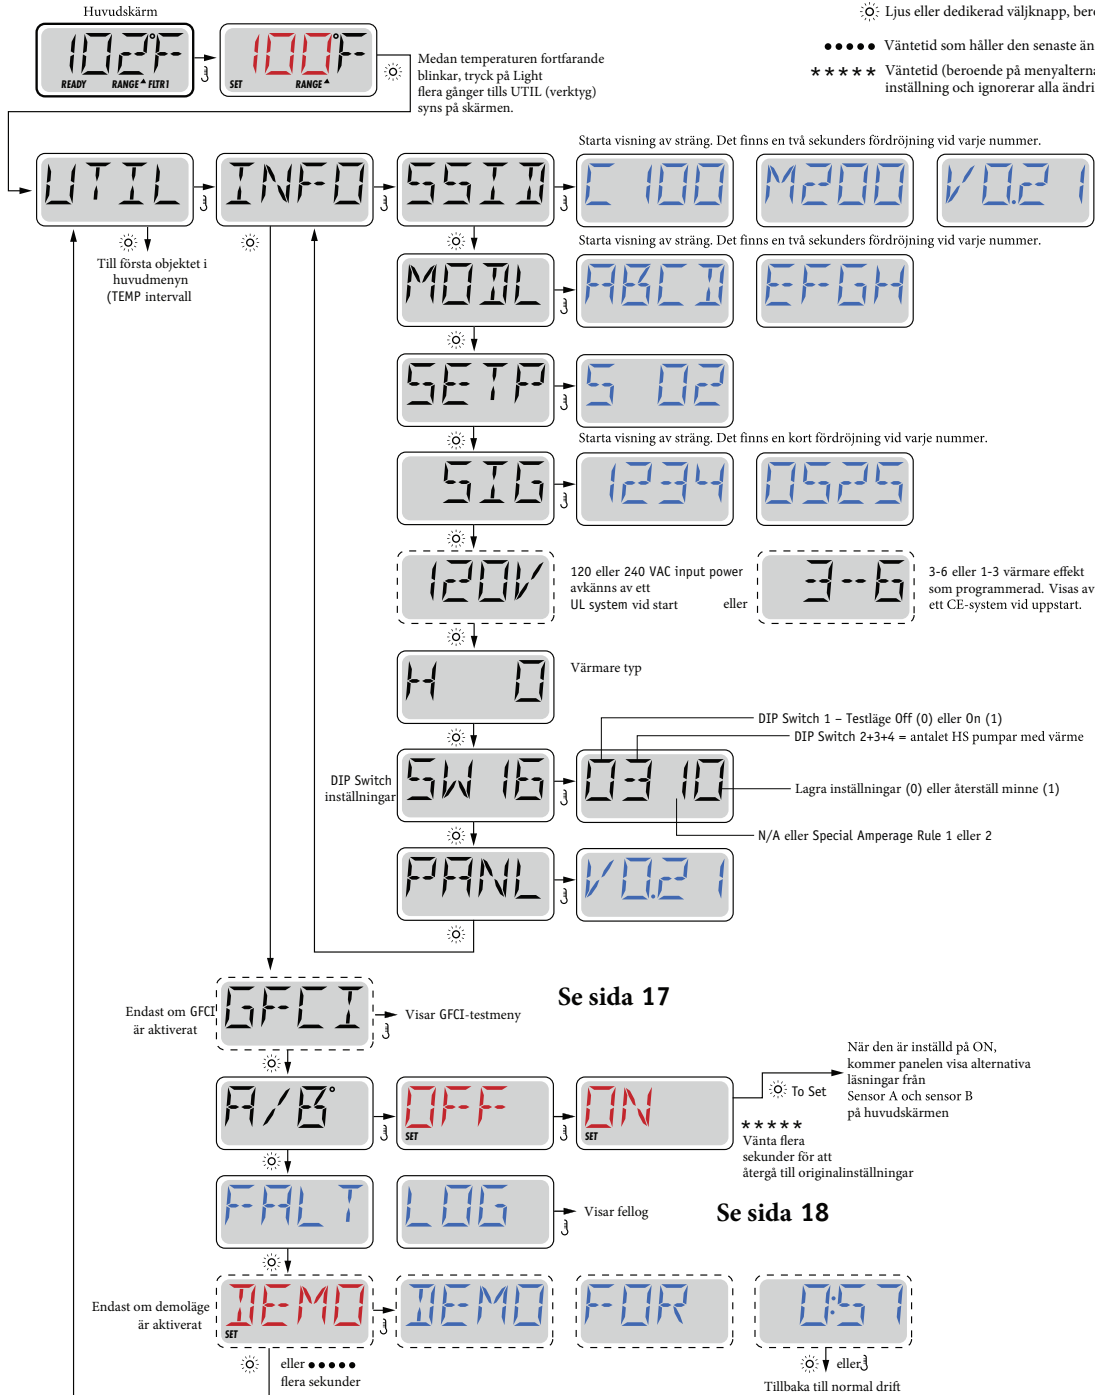 Huvudskärm
Ljus eller dedikerad väljknapp, bero
Väntetid som håller den senaste än
***** Väntetid (beroende på menyalterna
inställning och ignorerar alla ändri
102°F
READY RANGE FLTR1
100°F
SET RANGE
Medan temperaturen fortfarande
blinkar, tryck på Light
flera gånger tills UTIL (verktyg)
syns på skärmen.
Starta visning av sträng. Det finns en två sekunders fördröjning vid varje nummer.
UTIL
INFO
SSID
C 100
M200
V0.21
Till första objektet i
huvudmenyn
(TEMP intervall
Starta visning av sträng. Det finns en två sekunders fördröjning vid varje nummer.
MODL
ABCD
EFGH
SETP
S 02
Starta visning av sträng. Det finns en kort fördröjning vid varje nummer.
SIG
1234
0525
120V
120 eller 240 VAC input power
avkänns av ett
UL system vid start
eller
3-6
3-6 eller 1-3 värmare effekt
som programmerad. Visas av
ett CE-system vid uppstart.
H 0
Värmare typ
DIP Switch 1 – Testläge Off (0) eller On (1)
DIP Switch 2+3+4 = antalet HS pumpar med värme
DIP Switch
inställningar
SW 16
0310
Lagra inställningar (0) eller återställ minne (1)
N/A eller Special Amperage Rule 1 eller 2
PANL
V0.21
Endast om GFCI
är aktiverat
GFCI
Visar GFCI-testmeny
Se sida 17
A/B°
OFF
SET
ON
SET
To Set
När den är inställd på ON,
kommer panelen visa alternativa
läsningar från
Sensor A och sensor B
på huvudskärmen
*****
Vänta flera
sekunder för att
återgå till originalinställningar
FALT
LOG
Visar fellog
Se sida 18
Endast om demoläge
är aktiverat
DEMO
SET
DEMO
FOR
0:57
eller
flera sekunder
eller
Tillbaka till normal drift